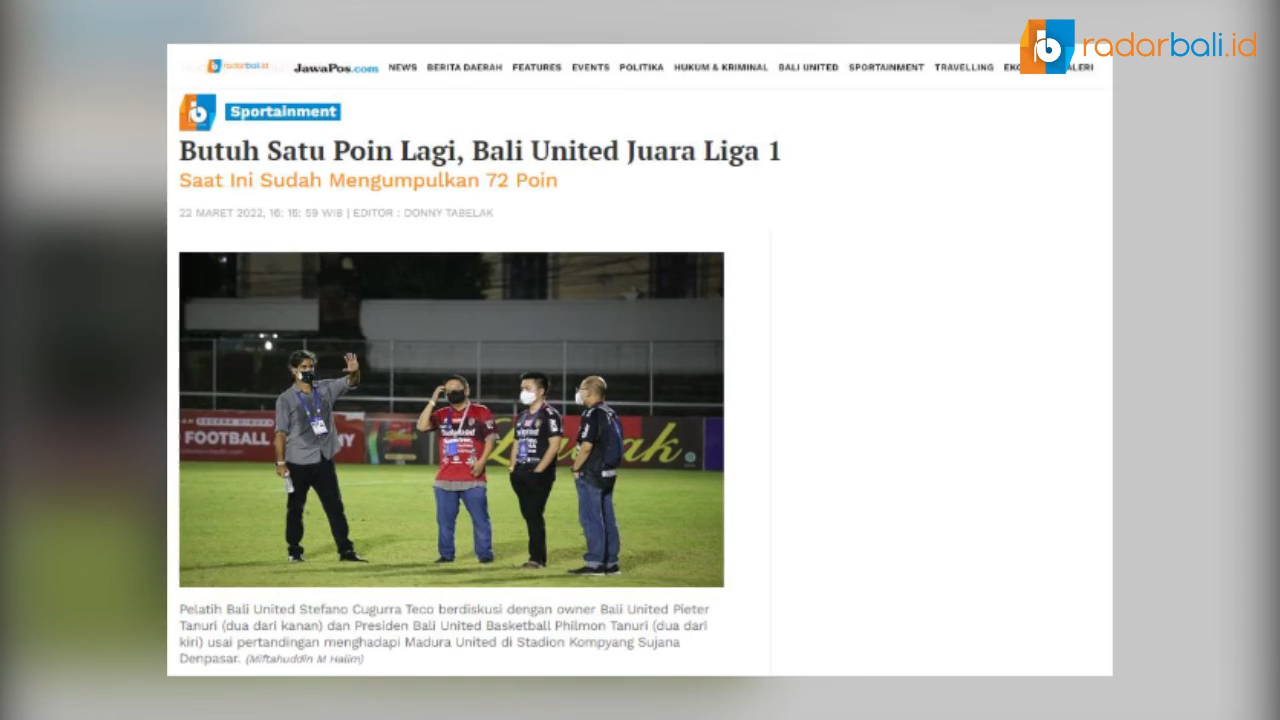 radarbali.id
radarbali.id JawaPos.com NEWS BERITA DAERAH FEATURES EVENTS POLITIKA HUKUM & KRIMINAL BALI UNITED SPORTAINMENT TRAVELLING
Sportainment
Butuh Satu Poin Lagi, Bali United Juara Liga 1
Saat Ini Sudah Mengumpulkan 72 Poin
22 MARET 2022, 16: 15: 59 WIB | EDITOR : DONNY TABELAK
FOOTBALL
Pelatih Bali United Stefano Cugurra Teco berdiskusi dengan owner Bali United Pieter
Tanuri (dua dari kanan) dan Presiden Bali United Basketball Philmon Tanuri (dua dari
kiri) usai pertandingan menghadapi Madura United di Stadion Kompyang Sujana
Denpasar. (Miftahuddin M Halim)